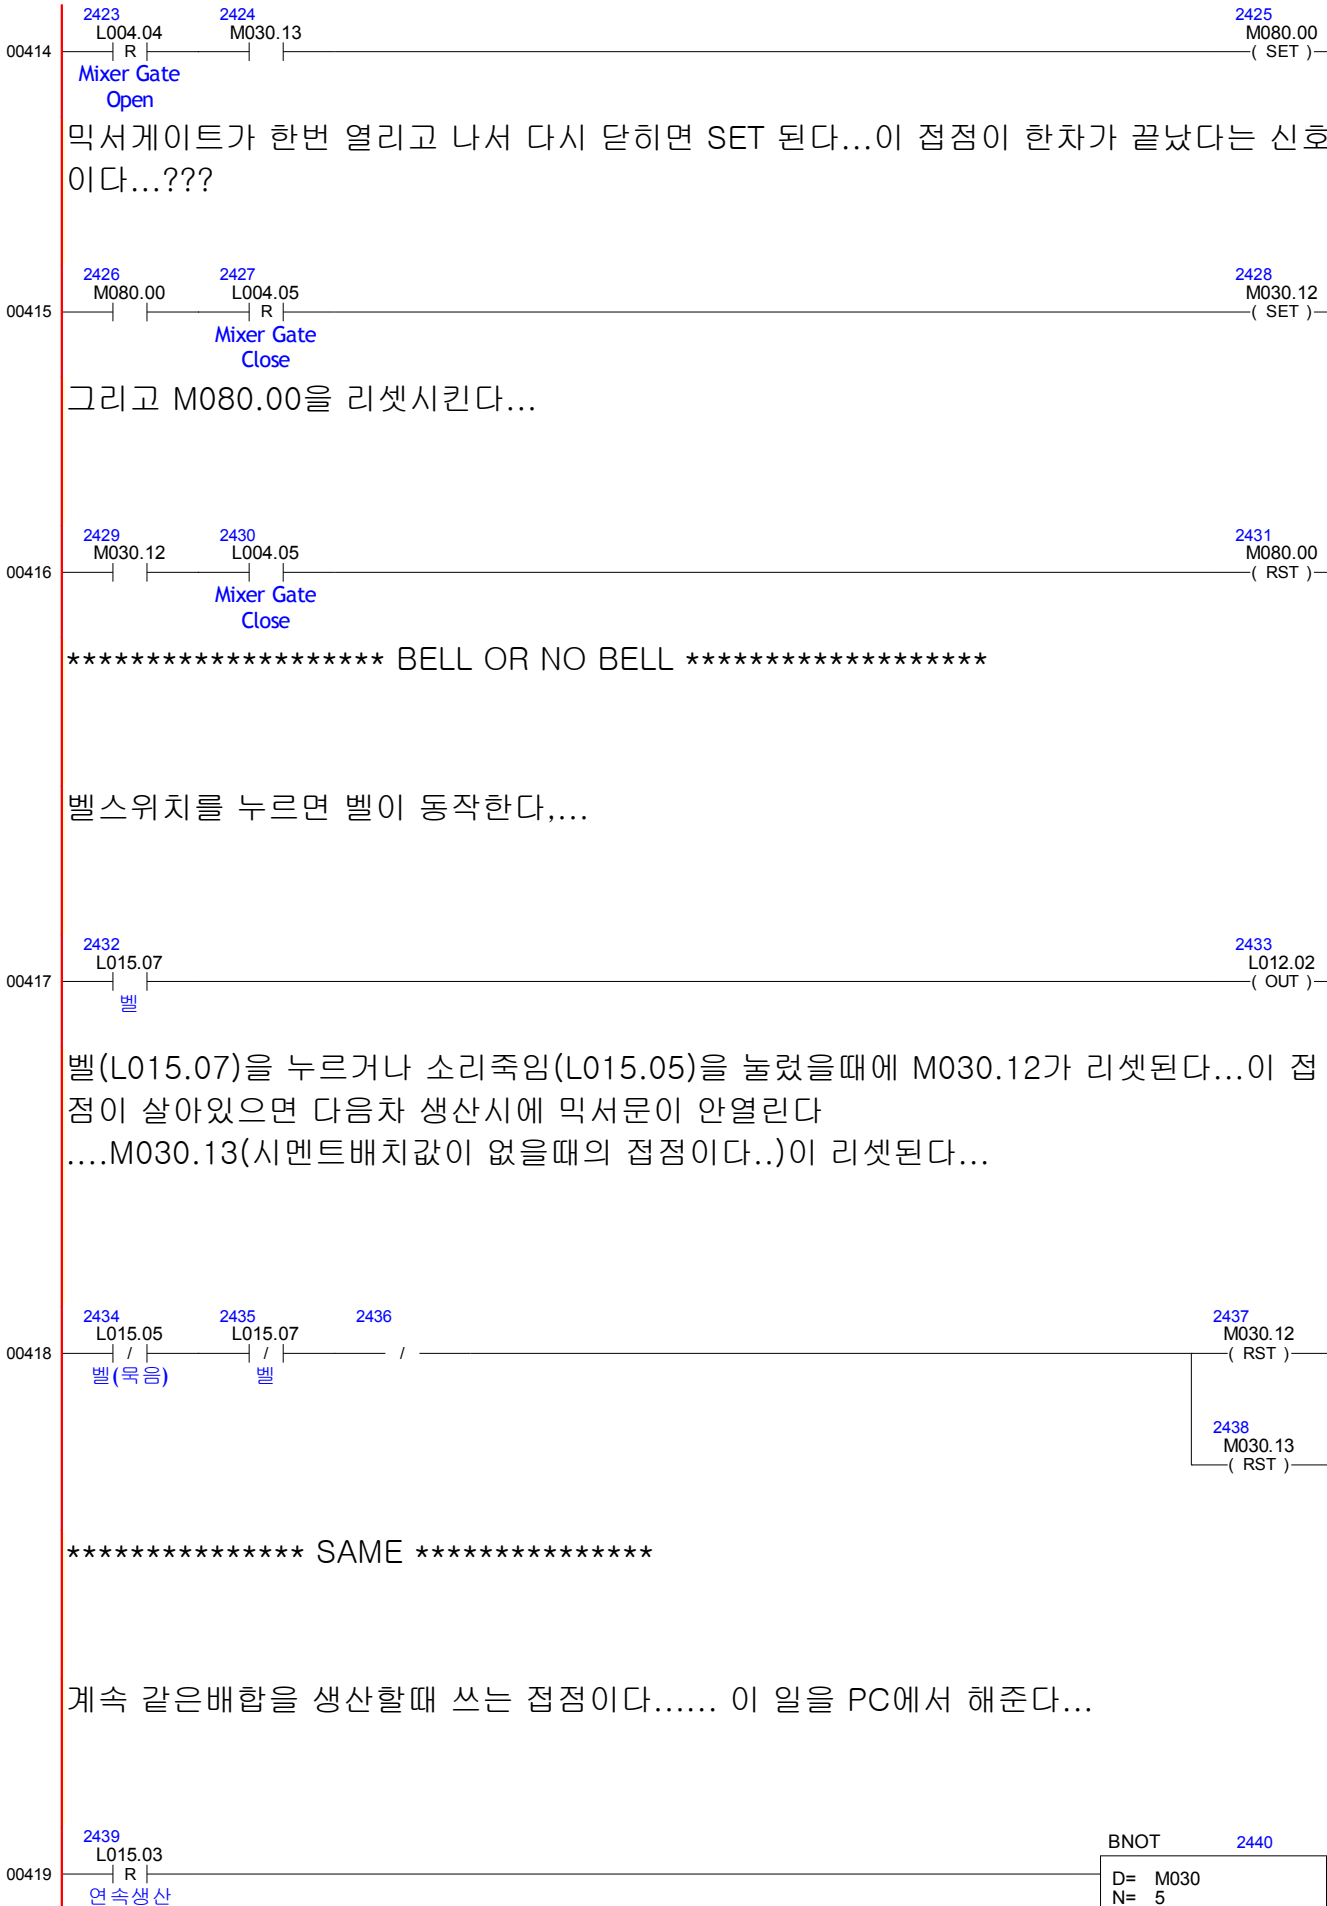 2423 2424 2425
L004.04 M030.13 M080.00
00414 R ( SET )
Mixer Gate
Open
믹서게이트가 한번 열리고 나서 다시 닫히면 SET 된다...이 접점이 한차가 끝났다는 신호
이다...???
2426 2427 2428
M080.00 L004.05 M030.12
00415 R ( SET )
Mixer Gate
Close
그리고 M080.00을 리셋시킨다...
2429 2430 2431
M030.12 L004.05 M080.00
00416 ( RST )
Mixer Gate
Close
******************** BELL OR NO BELL *******************
벨스위치를 누르면 벨이 동작한다,...
2432 2433
L015.07 L012.02
00417 ( OUT )
벨
벨(L015.07)을 누르거나 소리죽임(L015.05)을 눌렀을때에 M030.12가 리셋된다...이 접
점이 살아있으면 다음차 생산시에 믹서문이 안열린다
....M030.13(시멘트배치값이 없을때의 접점이다..)이 리셋된다...
2434 2435 2436 2437
L015.05 L015.07 M030.12
00418 / / / ( RST )
벨(묵음) 벨
2438
M030.13
( RST )
*************** SAME ***************
계속 같은배합을 생산할때 쓰는 접점이다...... 이 일을 PC에서 해준다...
2439 BNOT 2440
L015.03
00419 R D= M030
연속생산 N= 5